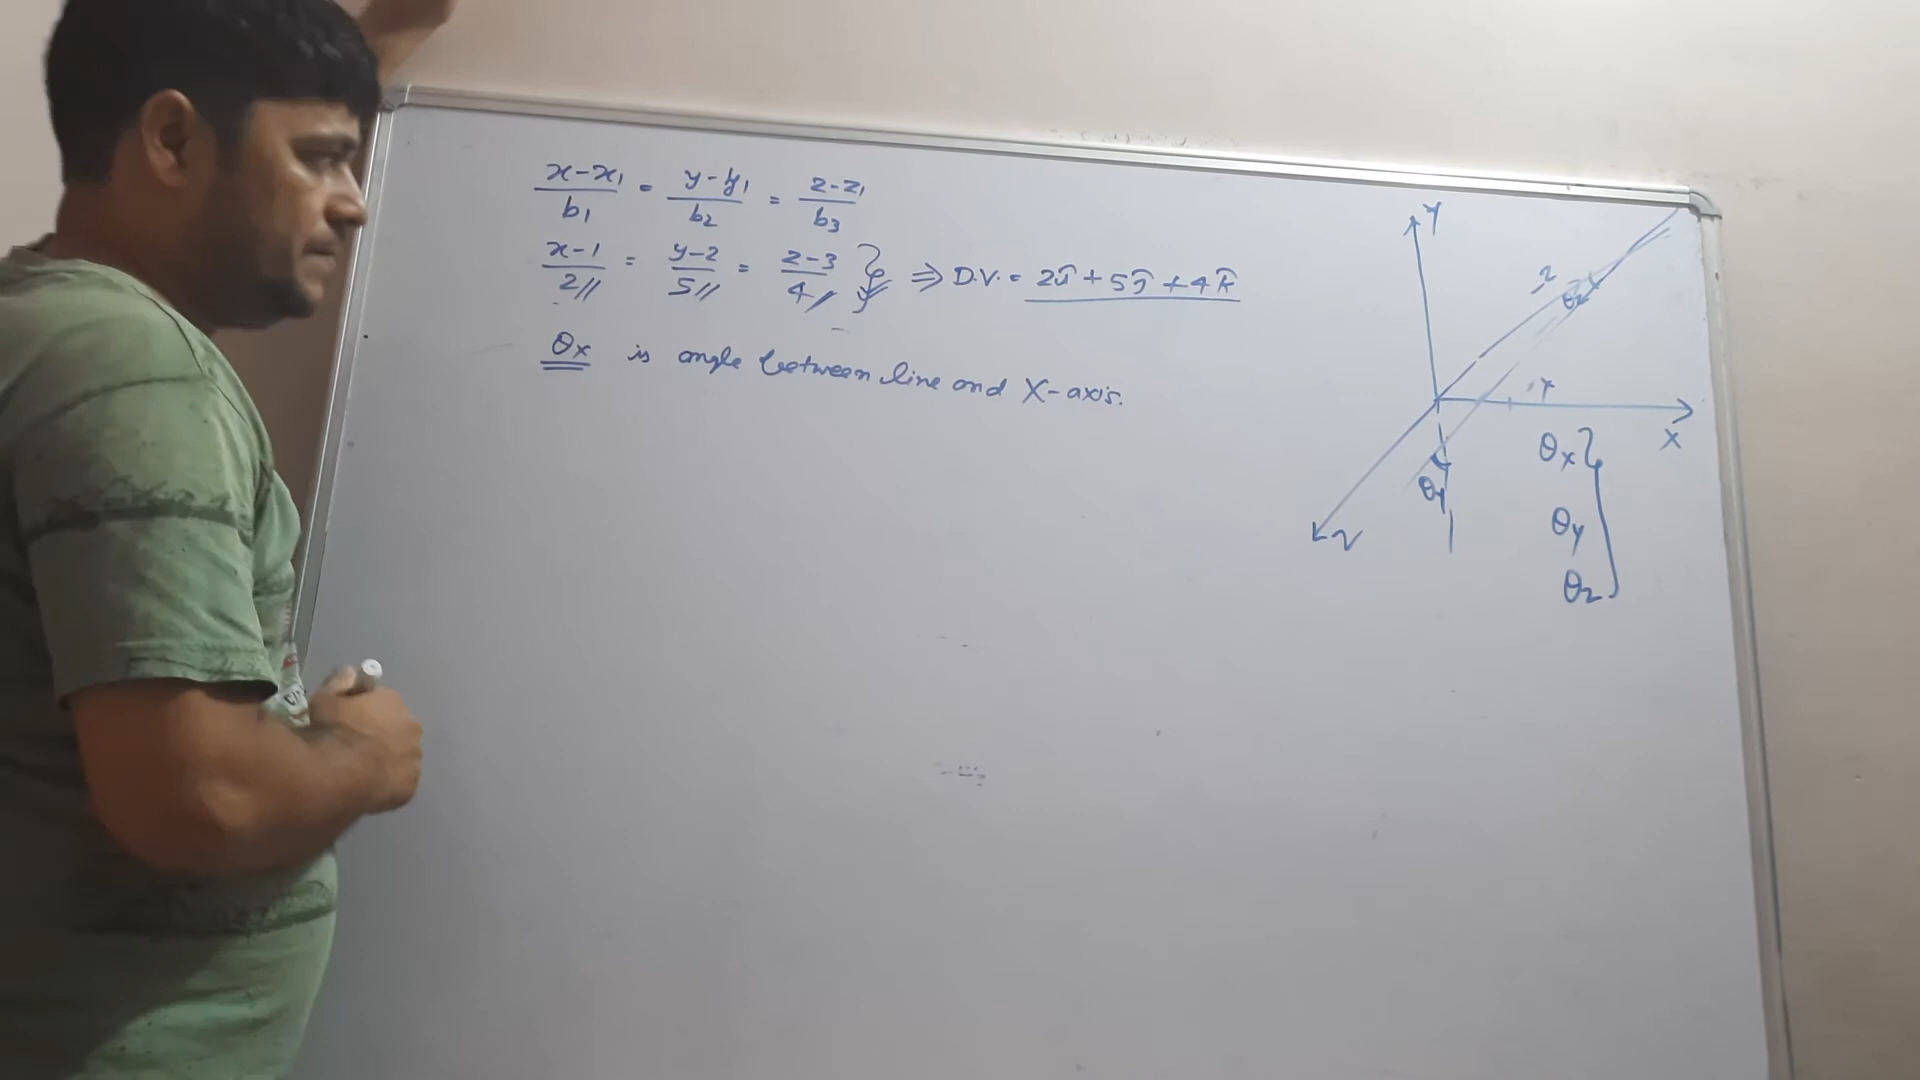 x-x₁/b₁ = y-y₁/b₂ = z-z₁/b₃
x-1/2 = y-2/5 = z-3/4 } ⇒ D.V. = 2î + 5ĵ + 4k̂
θx is angle between line and X-axis.
Y
-z
θz
x
X
θx
θy
θy
z
θz